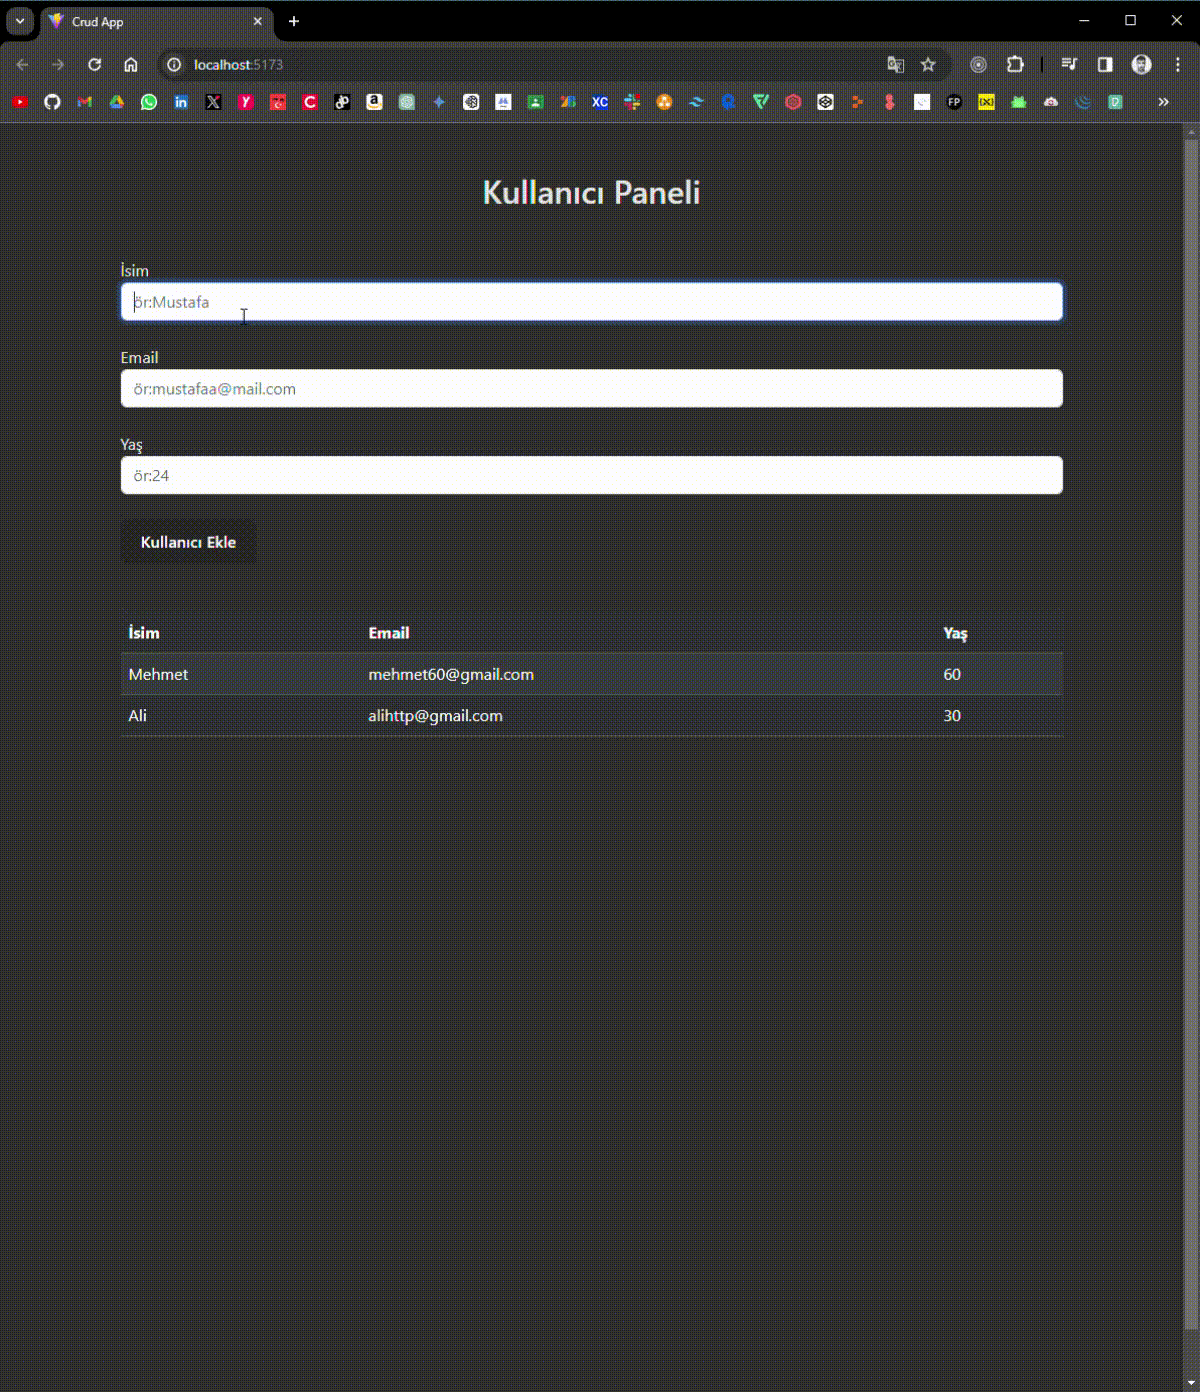 Crud App
localhost:5173
Kullanıcı Paneli
İsim
ör:Mustafa
Email
ör:mustafaa@mail.com
Yaş
ör:24
Kullanıcı Ekle
İsim Email Yaş
Mehmet mehmet60@gmail.com 60
Ali alihttp@gmail.com 30